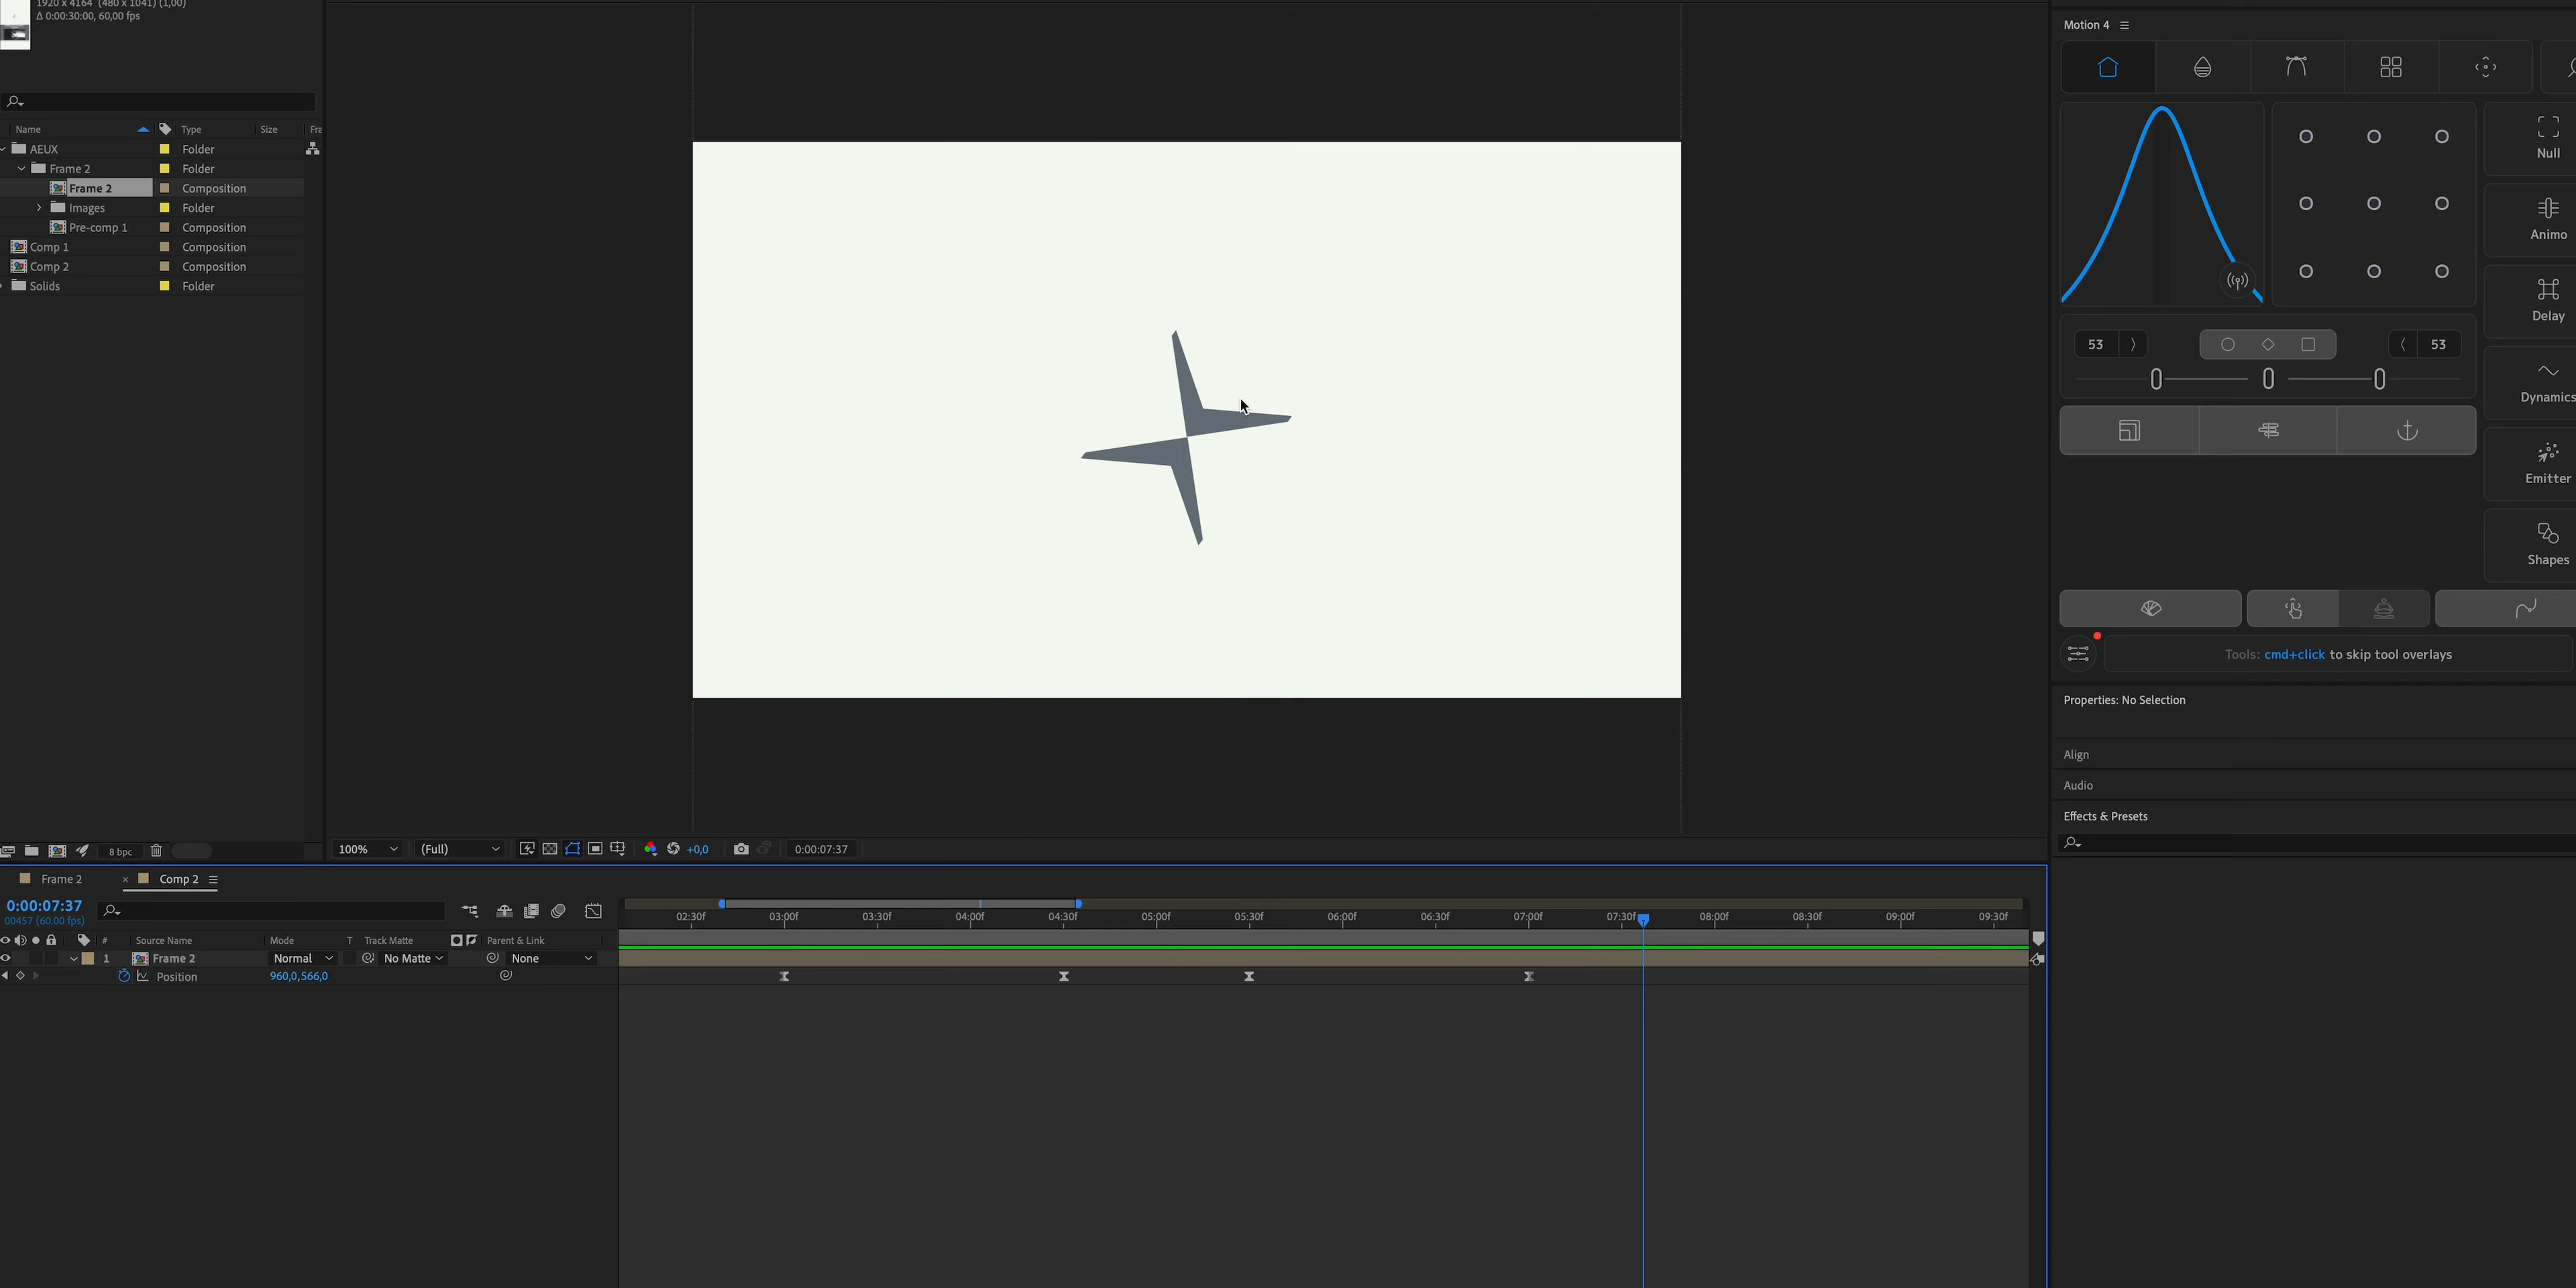 1920 x 4164 (480 x 1041) (1,00)
Δ 0:00:30:00, 60,00 fps
Name Type Size Fra
AEUX Folder
Frame 2 Folder
Frame 2 Composition
Images Folder
Pre-comp 1 Composition
Comp 1 Composition
Comp 2 Composition
Solids Folder
8 bpc
100% (Full) +0,0 0:00:07:37
Motion 4
Null
Animo
Delay
53 53
Dynamics
Emitter
Shapes
Tools: cmd+click to skip tool overlays
Properties: No Selection
Align
Audio
Effects & Presets
Frame 2 × Comp 2
0:00:07:37
00457 (60.00 fps)
02:30f 03:00f 03:30f 04:00f 04:30f 05:00f 05:30f 06:00f 06:30f 07:00f 07:30f 08:00f 08:30f 09:00f 09:30f
# Source Name Mode T Track Matte Parent & Link
1 Frame 2 Normal No Matte None
Position 960,0,566,0